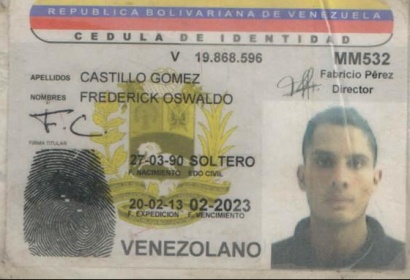 REPUBLICA BOLIVARIANA DE VENEZUELA
CEDULA DE IDENTIDAD
V 19.868.596 MM532
Fabricio Pérez
Director
APELLIDOS CASTILLO GOMEZ
NOMBRES FREDERICK OSWALDO
F.C.
FIRMA TITULAR
27-03-90 SOLTERO
F. NACIMIENTO EDO CIVIL
20-02-13 02-2023
F. EXPEDICION F. VENCIMIENTO
VENEZOLANO